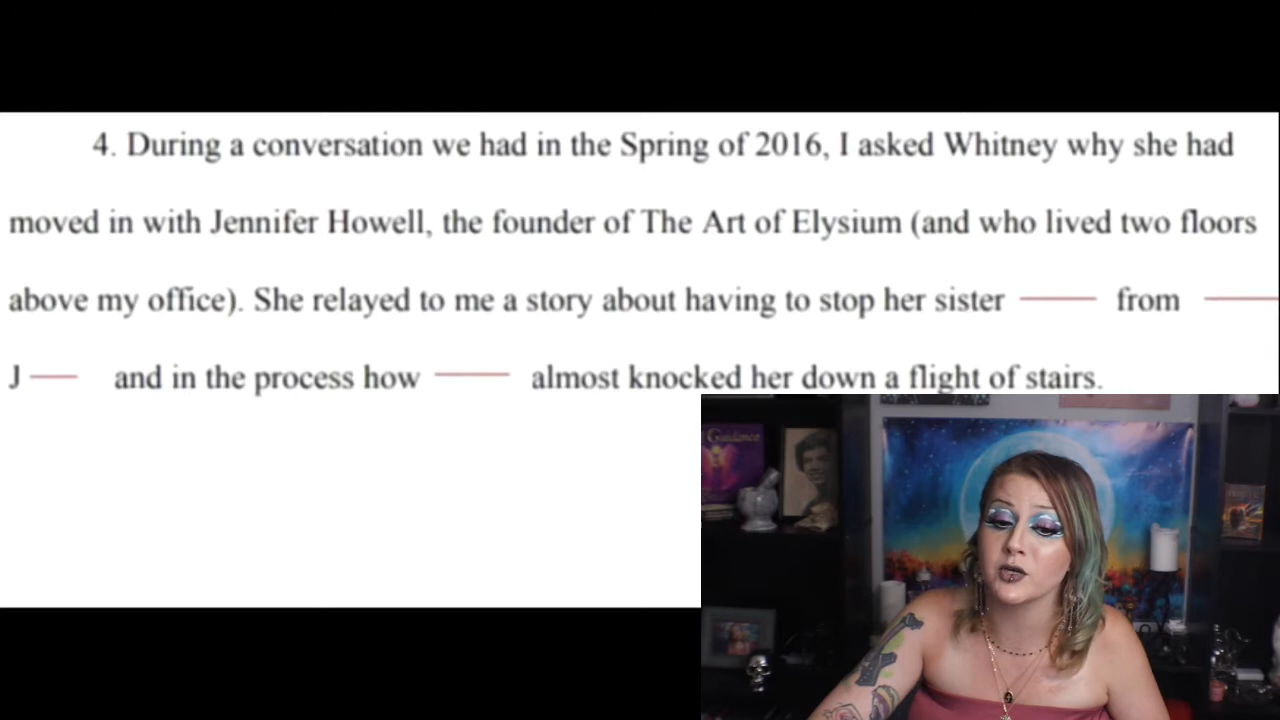 4. During a conversation we had in the Spring of 2016, I asked Whitney why she had
moved in with Jennifer Howell, the founder of The Art of Elysium (and who lived two floors
above my office). She relayed to me a story about having to stop her sister from
J and in the process how almost knocked her down a flight of stairs.
Guidance